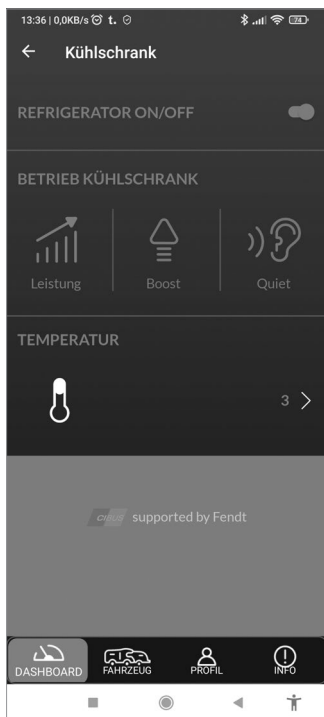 13:36 | 0,0KB/s t. 74
Kühlschrank
REFRIGERATOR ON/OFF
BETRIEB KÜHLSCHRANK
Leistung Boost Quiet
TEMPERATUR
3
CIBUS supported by Fendt
DASHBOARD FAHRZEUG PROFIL INFO